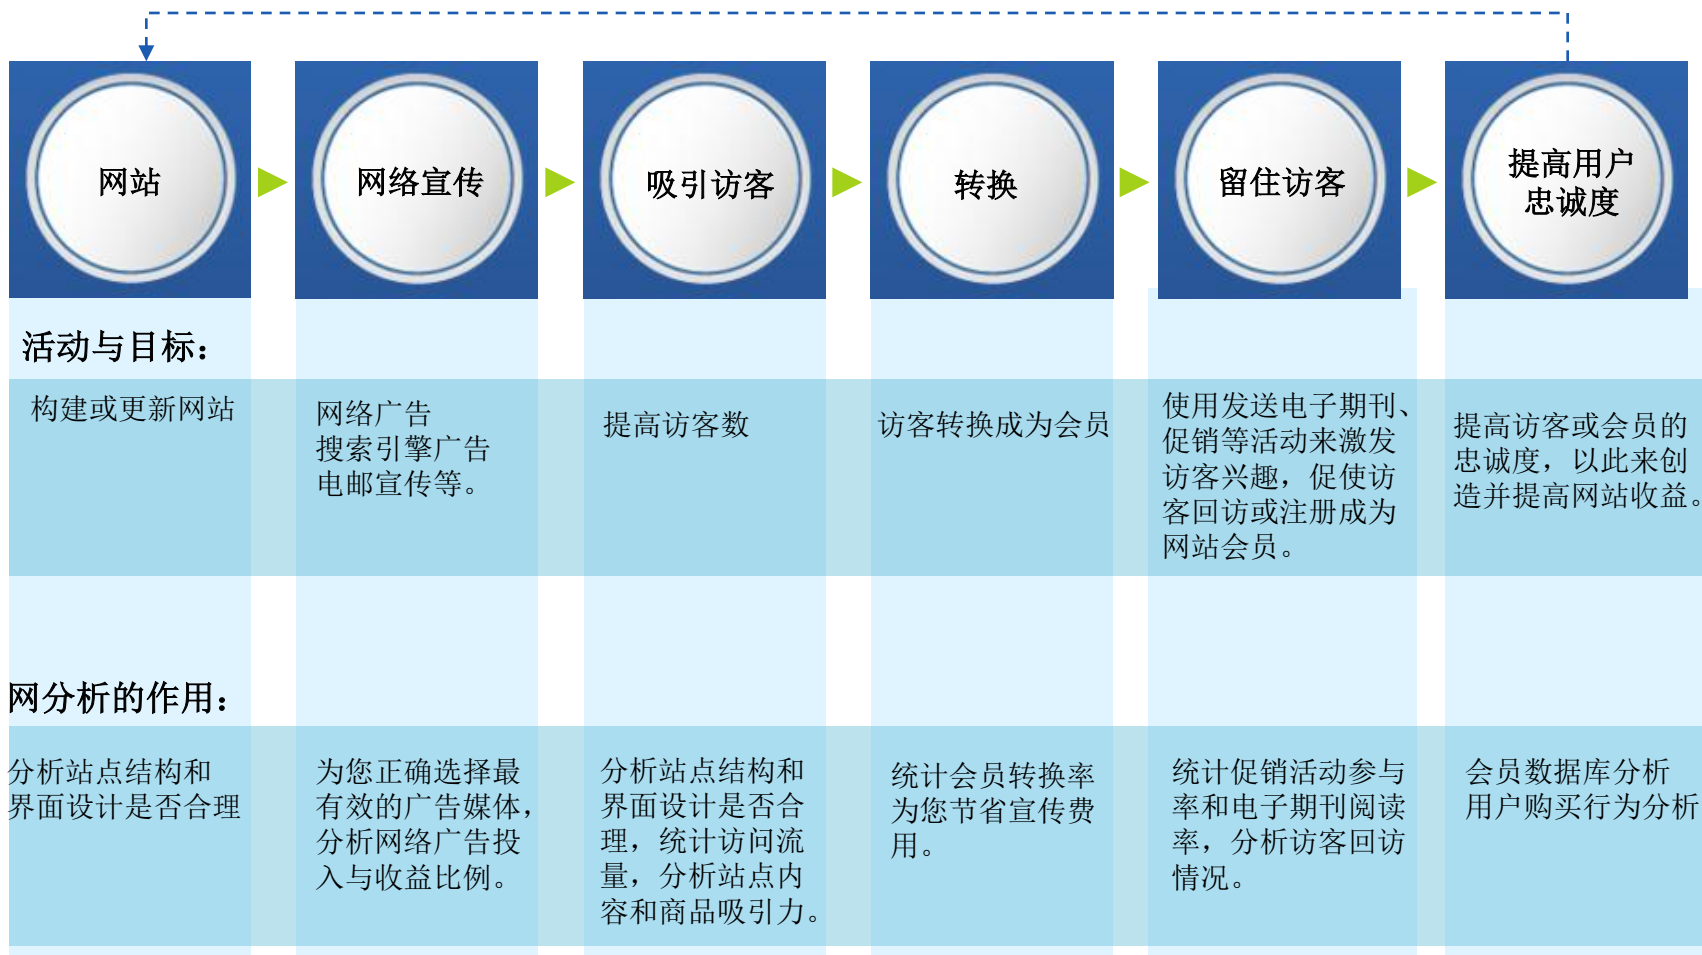 网站
网络宣传
吸引访客
转换
留住访客
提高用户
忠诚度
活动与目标：
构建或更新网站
网络广告
搜索引擎广告
电邮宣传等。
提高访客数
访客转换成为会员
使用发送电子期刊、
促销等活动来激发
访客兴趣，促使访
客回访或注册成为
网站会员。
提高访客或会员的
忠诚度，以此来创
造并提高网站收益。
网分析的作用：
分析站点结构和
界面设计是否合理
为您正确选择最
有效的广告媒体，
分析网络广告投
入与收益比例。
分析站点结构和
界面设计是否合
理，统计访问流
量，分析站点内
容和商品吸引力。
统计会员转换率
为您节省宣传费
用。
统计促销活动参与
率和电子期刊阅读
率，分析访客回访
情况。
会员数据库分析
用户购买行为分析